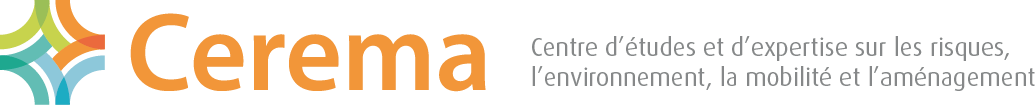 Cerema
Centre d’études et d’expertise sur les risques,
l’environnement, la mobilité et l’aménagement